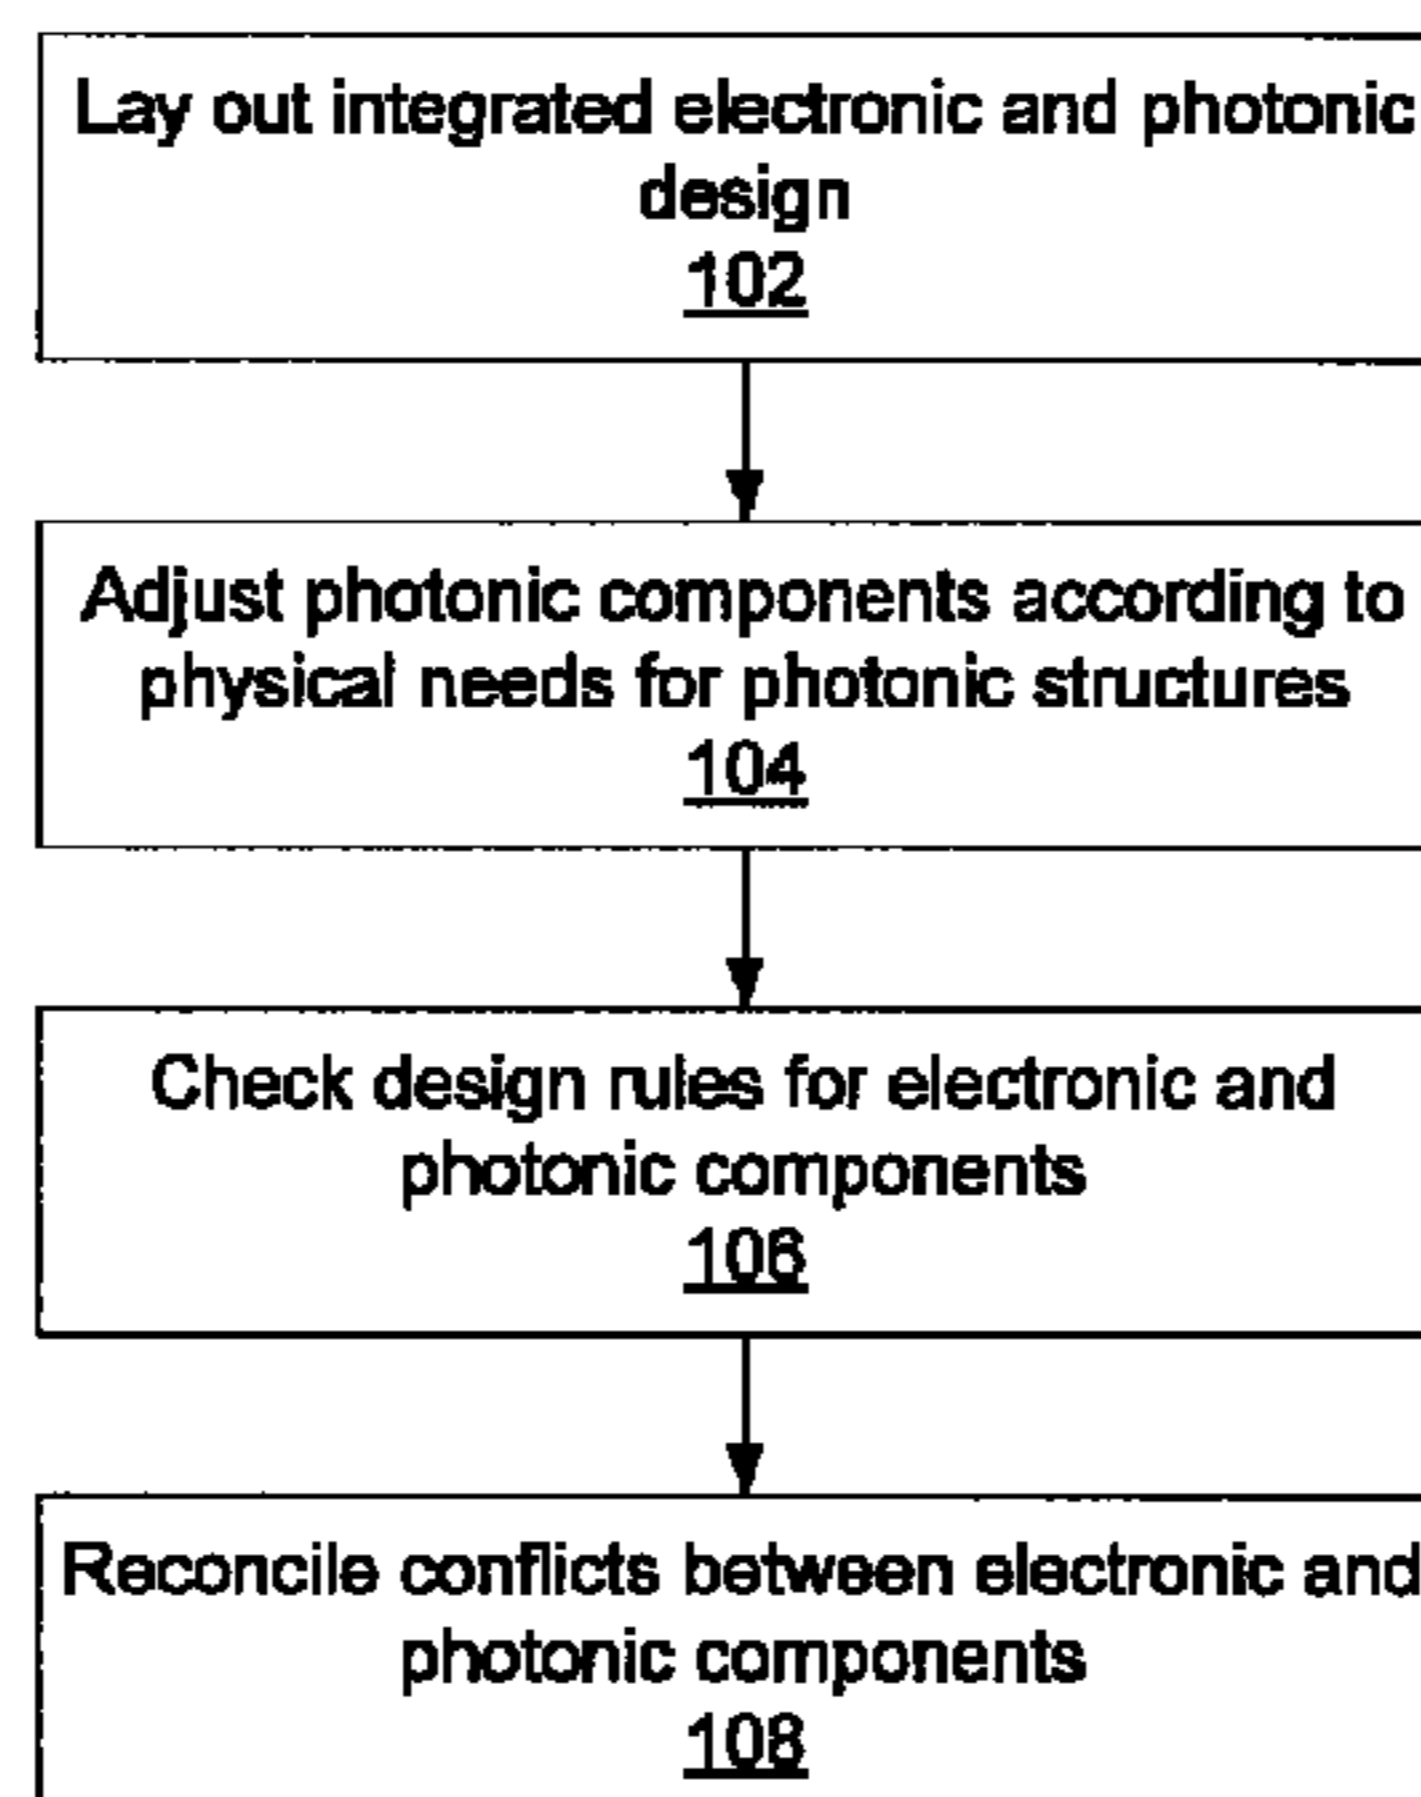 Lay out integrated electronic and photonic
design
102
Adjust photonic components according to
physical needs for photonic structures
104
Check design rules for electronic and
photonic components
106
Reconcile conflicts between electronic and
photonic components
108